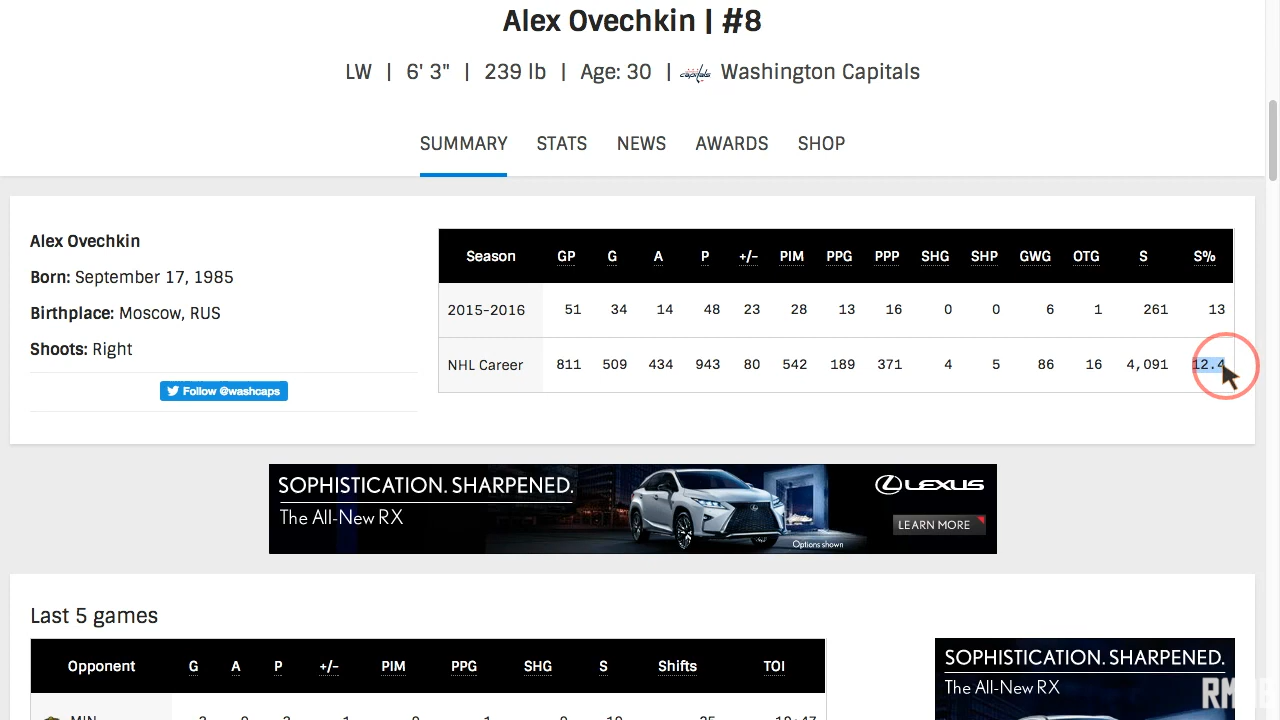 Alex Ovechkin | #8
LW | 6' 3" | 239 lb | Age: 30 | capitals Washington Capitals
SUMMARY STATS NEWS AWARDS SHOP
Alex Ovechkin
Born: September 17, 1985
Birthplace: Moscow, RUS
Shoots: Right
Follow @washcaps
Season GP G A P +/- PIM PPG PPP SHG SHP GWG OTG S S%
2015-2016 51 34 14 48 23 28 13 16 0 0 6 1 261 13
NHL Career 811 509 434 943 80 542 189 371 4 5 86 16 4,091 12.4
SOPHISTICATION. SHARPENED.
The All-New RX
LEXUS
LEARN MORE
Options shown
Last 5 games
Opponent G A P +/- PIM PPG SHG S Shifts TOI
MIN
SOPHISTICATION. SHARPENED.
The All-New RX